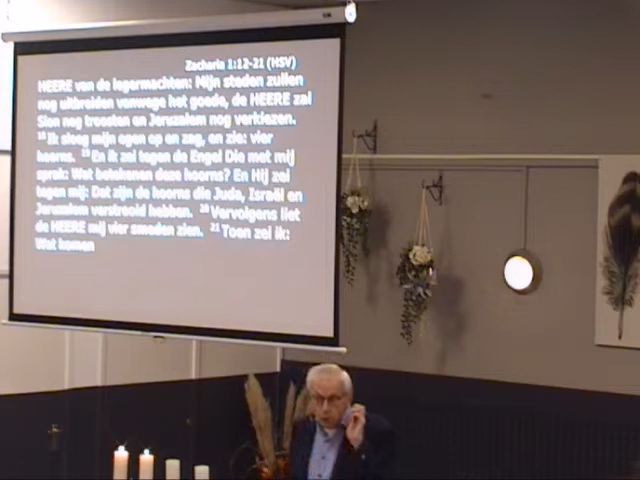 Zacharia 1:12-21 (HSV)
HEERE van de legermachten: Mijn steden zullen
nog uitbreiden vanwege het goede, de HEERE zal
Sion nog troosten en Jeruzalem nog verkiezen.
18 Ik sloeg mijn ogen op en zag, en zie: vier
hoorns. 19 En ik zei tegen de Engel Die met mij
sprak: Wat betekenen deze hoorns? En Hij zei
tegen mij: Dat zijn de hoorns die Juda, Israël en
Jeruzalem verstrooid hebben. 20 Vervolgens liet
de HEERE mij vier smeden zien. 21 Toen zei ik:
Wat komen